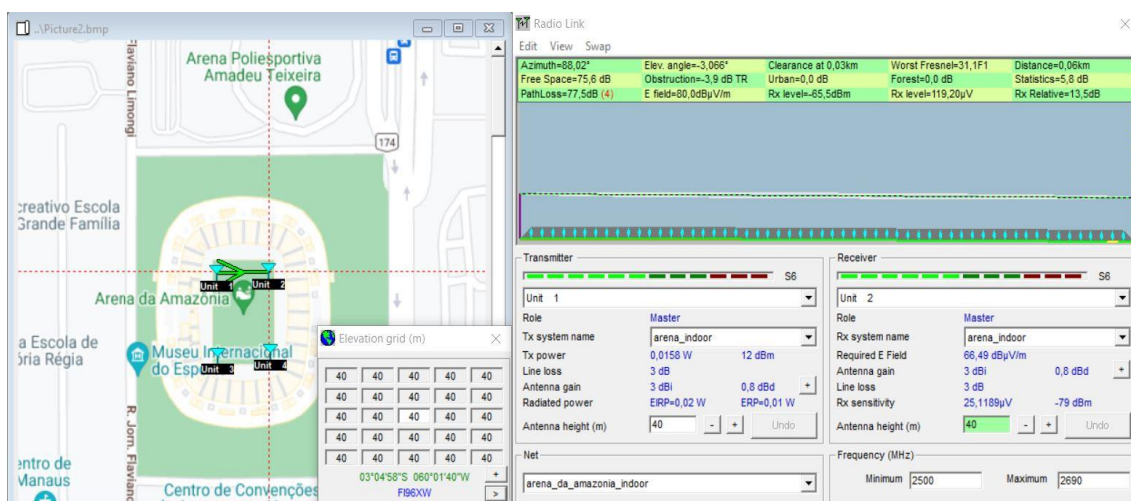 ..\Picture2.bmp
Flaviano Limongi
Arena Poliesportiva
Amadeu Teixeira
174
creativo Escola
Grande Família
Unit 1
Unit 2
Arena da Amazônia
a Escola de
ória Régia
Museu Internacional
do Esp
Unit 3
Unit 4
R. Jorn. Flaviano
entro de
Manaus
Centro de Convenções
Elevation grid (m)
40 40 40 40 40
40 40 40 40 40
40 40 40 40 40
40 40 40 40 40
40 40 40 40 40
03°04'58"S 060°01'40"W
+
FI96XW
>
Radio Link
Edit View Swap
Azimuth=88,02° Elev. angle=-3,066° Clearance at 0,03km Worst Fresnel=31,1F1 Distance=0,06km
Free Space=75,6 dB Obstruction=-3,9 dB TR Urban=0,0 dB Forest=0,0 dB Statistics=5,8 dB
PathLoss=77,5dB (4) E field=80,0dBµV/m Rx level=-65,5dBm Rx level=119,20µV Rx Relative=13,5dB
Transmitter
S6
Unit 1
Role Master
Tx system name arena_indoor
Tx power 0,0158 W 12 dBm
Line loss 3 dB
Antenna gain 3 dBi 0,8 dBd +
Radiated power EIRP=0,02 W ERP=0,01 W
Antenna height (m) 40 - + Undo
Net
arena_da_amazonia_indoor
Receiver
S6
Unit 2
Role Master
Rx system name arena_indoor
Required E Field 66,49 dBµV/m
Antenna gain 3 dBi 0,8 dBd +
Line loss 3 dB
Rx sensitivity 25,1189µV -79 dBm
Antenna height (m) 40 - + Undo
Frequency (MHz)
Minimum 2500 Maximum 2690